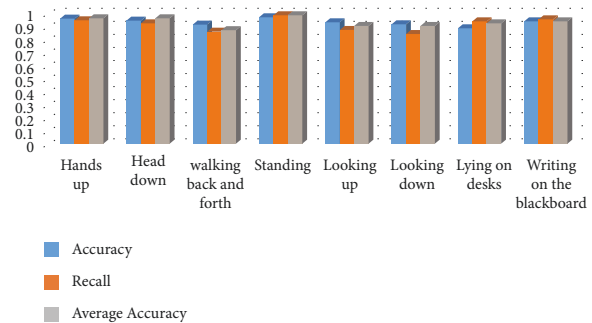 1
0.9
0.8
0.7
0.6
0.5
0.4
0.3
0.2
0.1
0
Hands
up
Head
down
walking
back and
forth
Standing
Looking
up
Looking
down
Lying on
desks
Writing
on the
blackboard
Accuracy
Recall
Average Accuracy